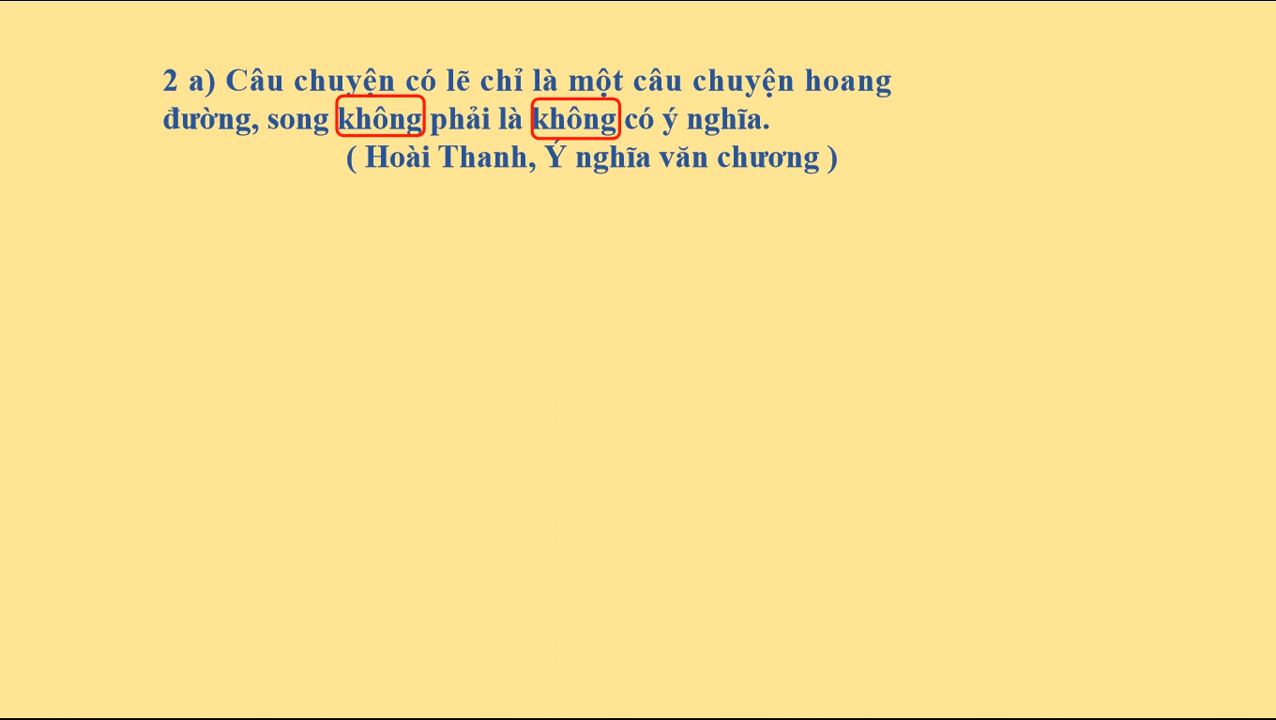 2 a) Câu chuyện có lẽ chỉ là một câu chuyện hoang
đường, song không phải là không có ý nghĩa.
( Hoài Thanh, Ý nghĩa văn chương )